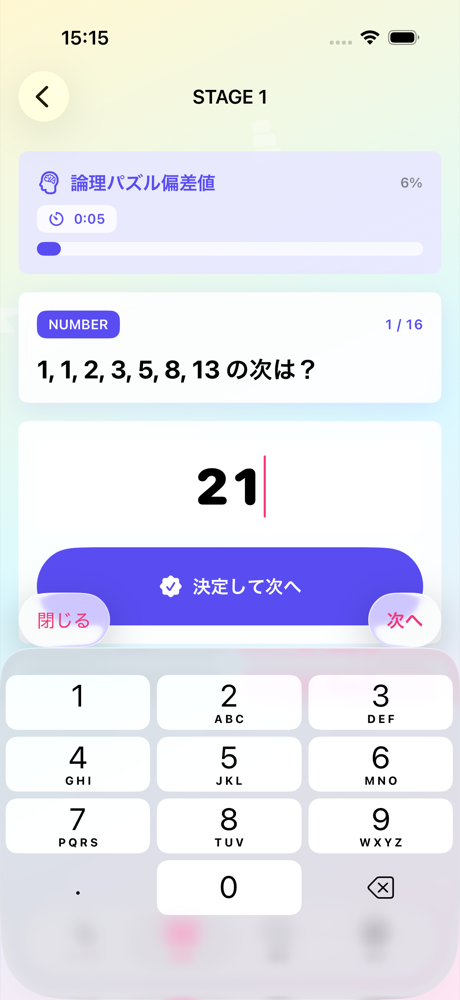 15:15
STAGE 1
論理パズル偏差値
6%
0:05
NUMBER
1 / 16
1, 1, 2, 3, 5, 8, 13 の次は？
21
決定して次へ
閉じる
次へ
1
2
ABC
3
DEF
4
GHI
5
JKL
6
MNO
7
PQRS
8
TUV
9
WXYZ
.
0